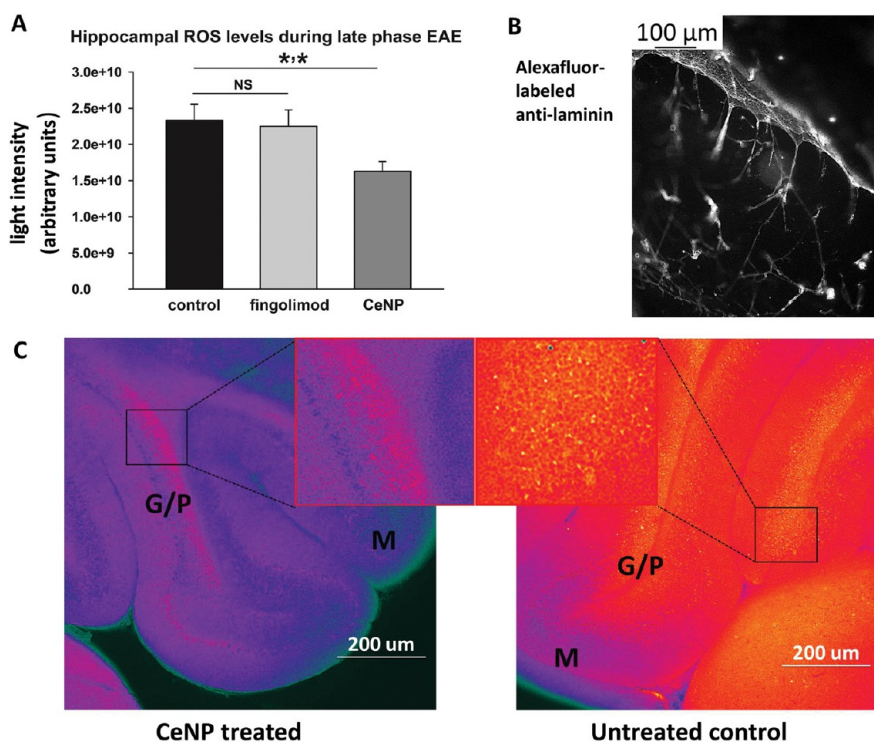 A
Hippocampal ROS levels during late phase EAE
*,*
NS
3.0e+10
2.5e+10
2.0e+10
1.5e+10
1.0e+10
5.0e+9
0.0
light intensity
(arbitrary units)
control fingolimod CeNP
B
100 µm
Alexafluor-
labeled
anti-laminin
C
G/P
M
200 um
G/P
M
200 um
CeNP treated
Untreated control